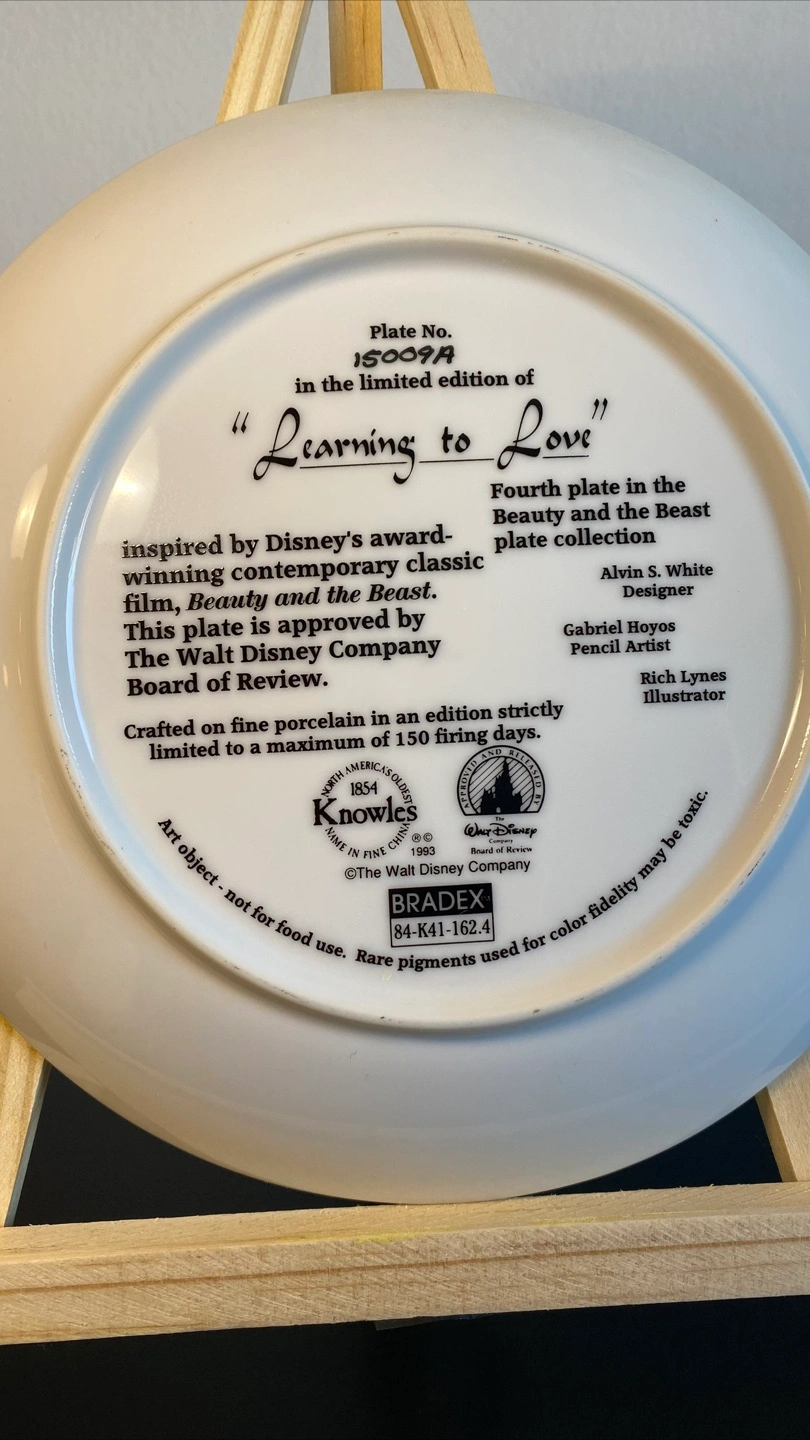 Plate No.
15009A
in the limited edition of
"Learning to Love"
Fourth plate in the
Beauty and the Beast
plate collection
inspired by Disney's award-
winning contemporary classic
film, Beauty and the Beast.
This plate is approved by
The Walt Disney Company
Board of Review.
Alvin S. White
Designer
Gabriel Hoyos
Pencil Artist
Rich Lynes
Illustrator
Crafted on fine porcelain in an edition strictly
limited to a maximum of 150 firing days.
NORTH AMERICA'S OLDEST
1854
Knowles
NAME IN FINE CHINA
®©
1993
APPROVED AND RELEASED BY
The
Walt Disney
Company
Board of Review
©The Walt Disney Company
BRADEX
84-K41-162.4
Art object - not for food use. Rare pigments used for color fidelity may be toxic.